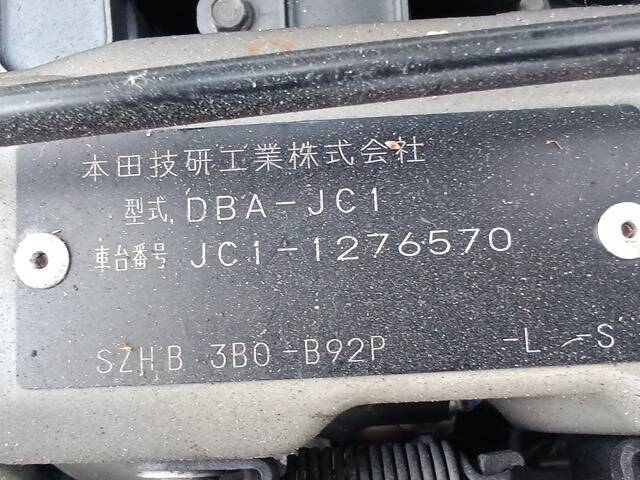 本田技研工業株式会社
型式 DBA-JC1
車台番号 JC1-1276570
SZHB 3B0-B92P -L -S